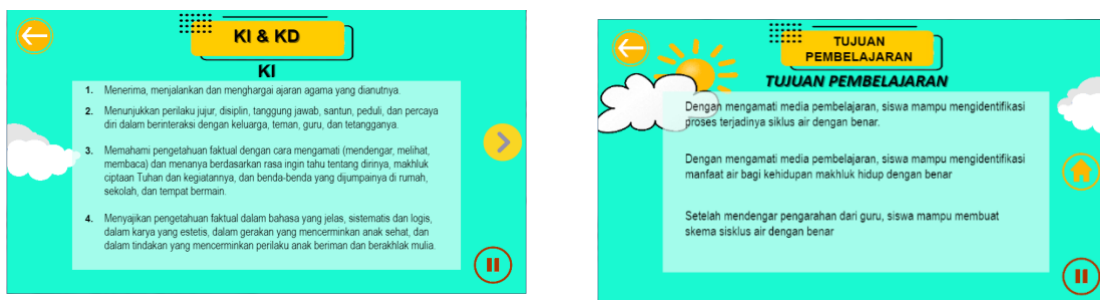 KI & KD
KI
1. Menerima, menjalankan dan menghargai ajaran agama yang dianutnya.
2. Menunjukkan perilaku jujur, disiplin, tanggung jawab, santun, peduli, dan percaya
diri dalam berinteraksi dengan keluarga, teman, guru, dan tetangganya.
3. Memahami pengetahuan faktual dengan cara mengamati (mendengar, melihat,
membaca) dan menanya berdasarkan rasa ingin tahu tentang dirinya, makhluk
ciptaan Tuhan dan kegiatannya, dan benda-benda yang dijumpainya di rumah,
sekolah, dan tempat bermain.
4. Menyajikan pengetahuan faktual dalam bahasa yang jelas, sistematis dan logis,
dalam karya yang estetis, dalam gerakan yang mencerminkan anak sehat, dan
dalam tindakan yang mencerminkan perilaku anak beriman dan berakhlak mulia.
TUJUAN
PEMBELAJARAN
TUJUAN PEMBELAJARAN
Dengan mengamati media pembelajaran, siswa mampu mengidentifikasi
proses terjadinya siklus air dengan benar.
Dengan mengamati media pembelajaran, siswa mampu mengidentifikasi
manfaat air bagi kehidupan makhluk hidup dengan benar
Setelah mendengar pengarahan dari guru, siswa mampu membuat
skema sisklus air dengan benar